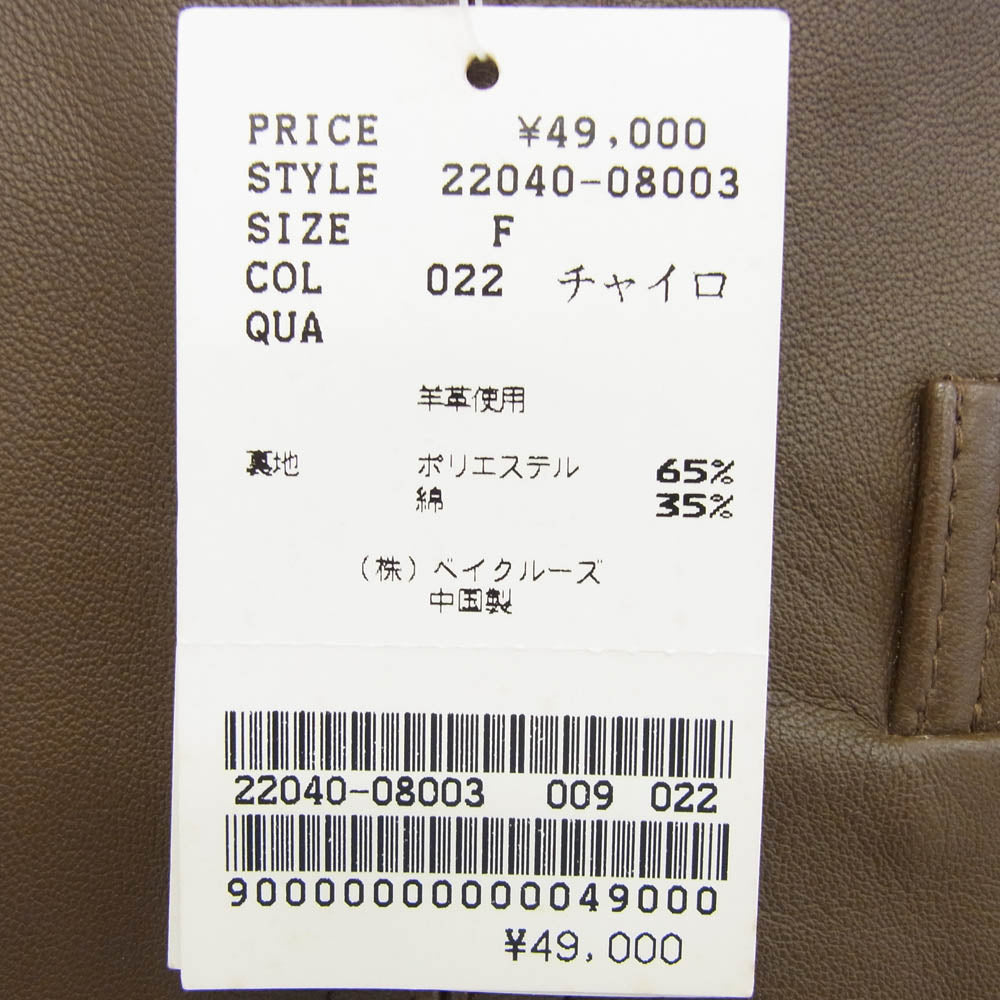 PRICE ¥49,000
STYLE 22040-08003
SIZE F
COL 022 チャイロ
QUA
羊革使用
裏地 ポリエステル 65%
綿 35%
(株)ベイクルーズ
中国製
22040-08003 009 022
9000000000049000
¥49,000